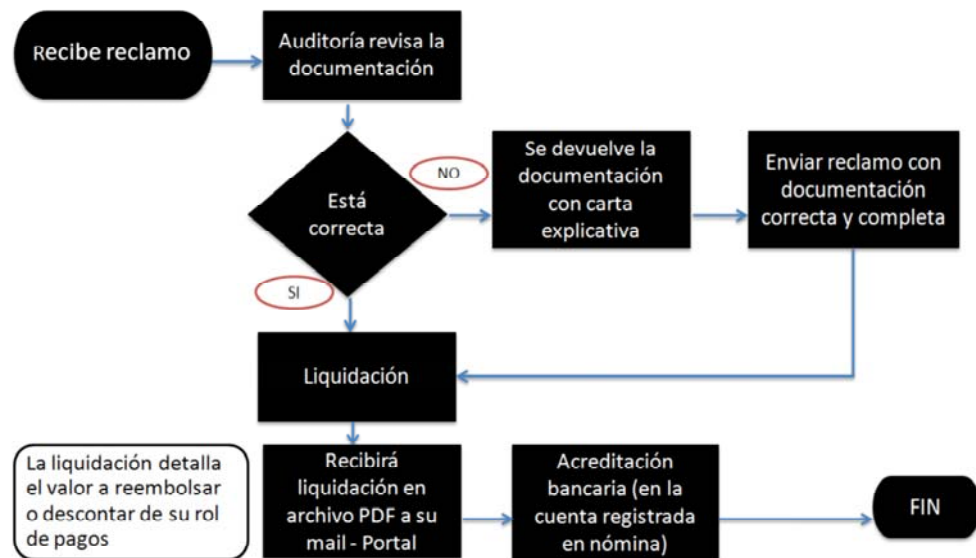 Recibe reclamo
Auditoría revisa la
documentación
Está
correcta
NO
Se devuelve la
documentación
con carta
explicativa
Enviar reclamo con
documentación
correcta y completa
SI
Liquidación
La liquidación detalla
el valor a reembolsar
o descontar de su rol
de pagos
Recibirá
liquidación en
archivo PDF a su
mail - Portal
Acreditación
bancaria (en la
cuenta registrada
en nómina)
FIN